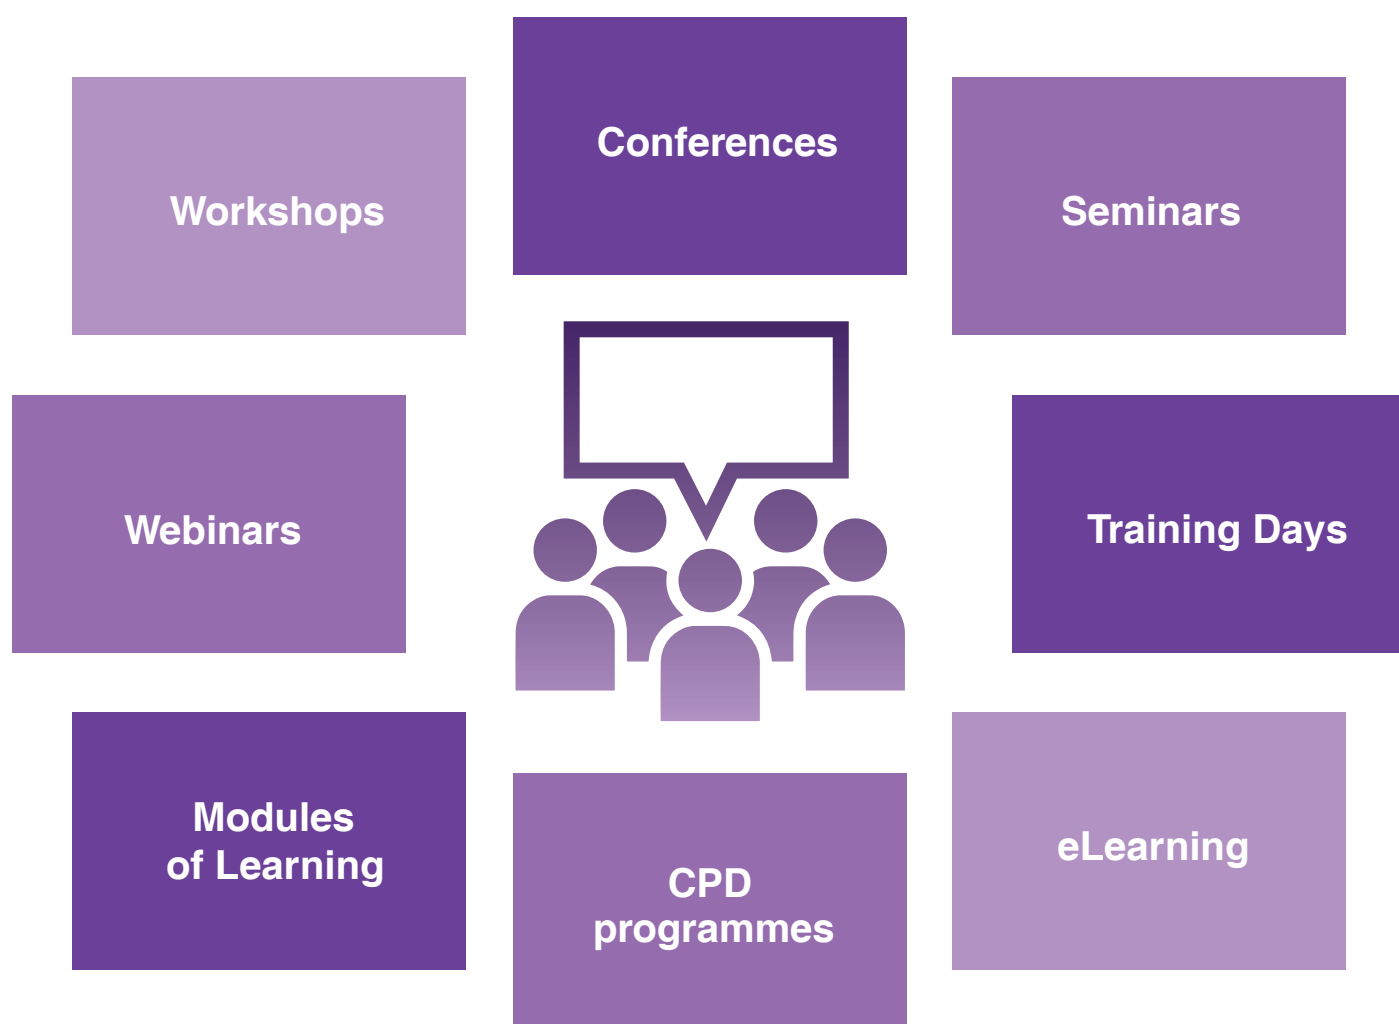 Conferences
Workshops
Seminars
Webinars
Training Days
Modules
of Learning
eLearning
CPD
programmes